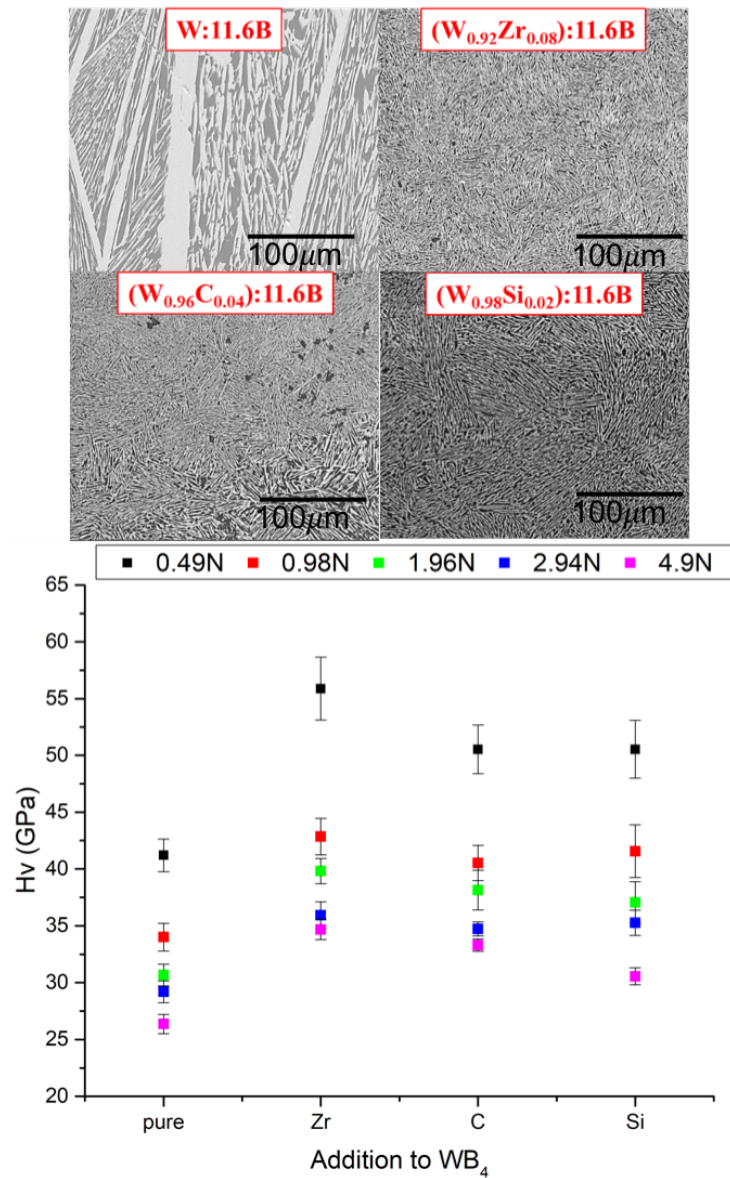 W:11.6B
(W₀.₉₂Zr₀.₀₈):11.6B
100μm
100μm
(W₀.₉₆C₀.₀₄):11.6B
(W₀.₉₈Si₀.₀₂):11.6B
100μm
100μm
0.49N 0.98N 1.96N 2.94N 4.9N
65
60
55
50
45
40
35
30
25
20
Hv (GPa)
pure Zr C Si
Addition to WB₄